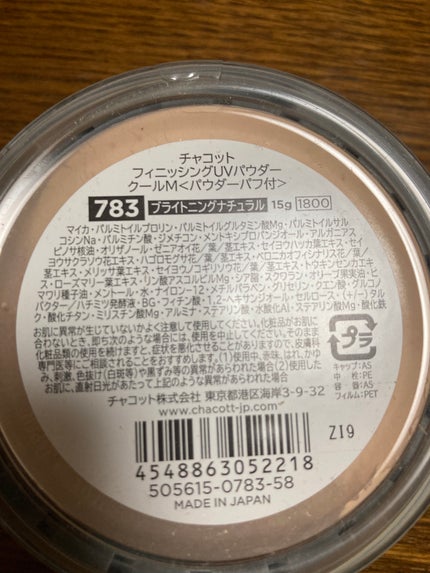 チャコット
フィニッシングUVパウダー
クールM<パウダーパフ付>
783 ブライトニングナチュラル 15g 1800
マイカ・パルミトイルプロリン・パルミトイルグルタミン酸Mg・パルミトイルサル
コシンNa・パルミチン酸・ジメチコン・メントキシプロパンジオール・アルガニアス
ピノサ核油・オリザノール・ゼニアオイ花/葉/茎エキス・セイヨウハッカ葉エキス・セイ
ヨウサクラソウ花エキス・ハゴロモグサ花/葉/茎エキス・ベロニカオフィシナリス花/葉/
茎エキス・メリッサ葉エキス・セイヨウノコギリソウ花/葉/茎エキス・トウキンセンカエキ
ス・ローズマリー葉エキス・リン酸アスコルビルMg・シア脂・スクワラン・オリーブ果実油・ヒ
マワリ種子油・メントール・水・ナイロン-12・メチルパラベン・グリセリン・クエン酸・グルコノ
バクター/ハチミツ発酵液・BG・フィチン酸・1,2-ヘキサンジオール・セルロース・(+/-)タル
ク・酸化チタン・ミリスチン酸Mg・アルミナ・ステアリン酸・水酸化Al・ステアリン酸Mg・酸化鉄
お肌に異常が生じていないかよく注意して使用してください。化粧品がお肌に
合わないとき、即ち次のような場合には、使用を中止してください。そのまま
化粧品類の使用を続けますと、症状を悪化させることがありますので、皮膚科
専門医等にご相談されることをおすすめします。(1)使用中、赤味、はれ、かゆ
み、刺激、色抜け(白斑等)や黒ずみ等の異常があらわれた場合(2)使用した
お肌に、直射日光があたって上記のような異常があらわれた場合
プラ
キャップ:AS
中栓:PE
容器:AS
フィルム:PET
チャコット株式会社 東京都港区海岸3-9-32
www.chacott-jp.com
Z19
4548863052218
505615-0783-58
MADE IN JAPAN